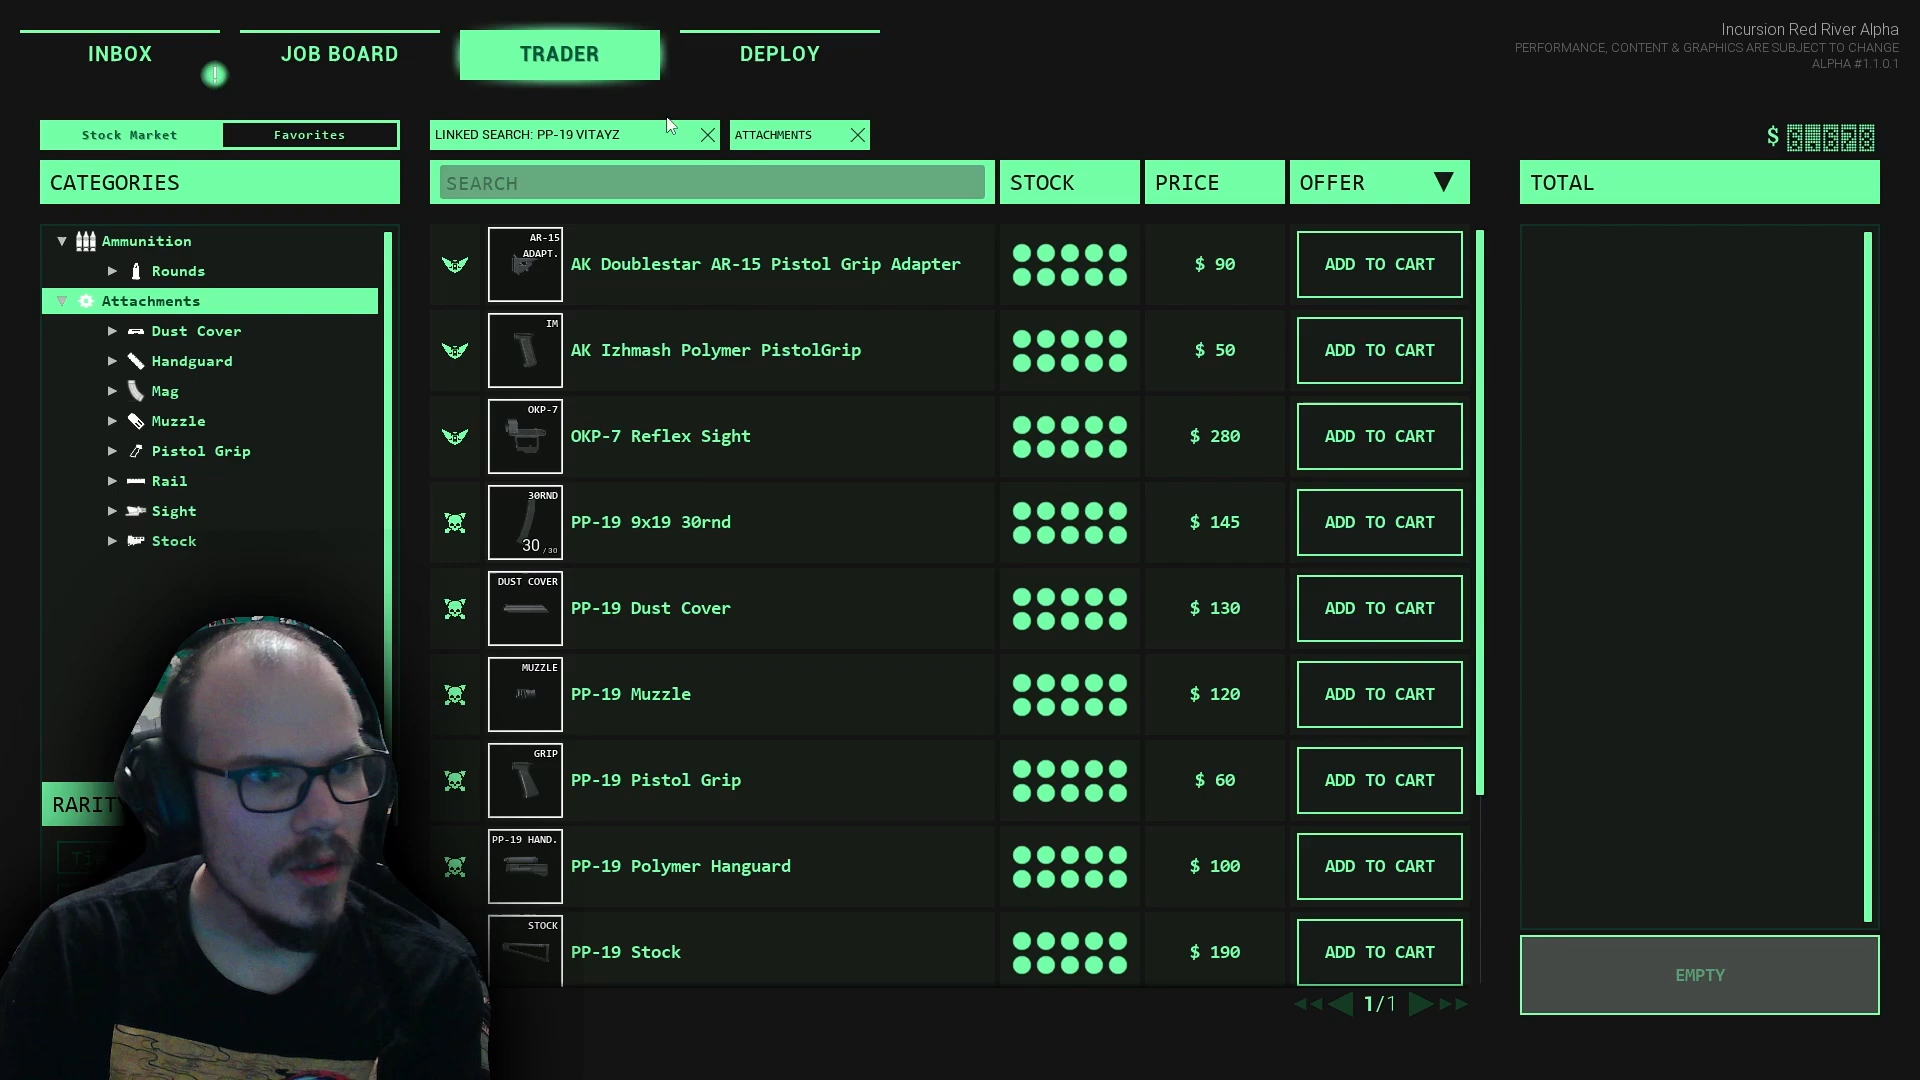 INBOX
!
JOB BOARD
TRADER
DEPLOY
Incursion Red River Alpha
PERFORMANCE, CONTENT & GRAPHICS ARE SUBJECT TO CHANGE
ALPHA #1.1.0.1
Stock Market
Favorites
LINKED SEARCH: PP-19 VITAYZ
ATTACHMENTS
$
CATEGORIES
SEARCH
STOCK
PRICE
OFFER
TOTAL
Ammunition
Rounds
Attachments
Dust Cover
Handguard
Mag
Muzzle
Pistol Grip
Rail
Sight
Stock
RARITY
AR-15
ADAPT.
AK Doublestar AR-15 Pistol Grip Adapter
$ 90
ADD TO CART
IM
AK Izhmash Polymer PistolGrip
$ 50
ADD TO CART
OKP-7
OKP-7 Reflex Sight
$ 280
ADD TO CART
30RND
30 / 30
PP-19 9x19 30rnd
$ 145
ADD TO CART
DUST COVER
PP-19 Dust Cover
$ 130
ADD TO CART
MUZZLE
PP-19 Muzzle
$ 120
ADD TO CART
GRIP
PP-19 Pistol Grip
$ 60
ADD TO CART
PP-19 HAND.
PP-19 Polymer Hanguard
$ 100
ADD TO CART
STOCK
PP-19 Stock
$ 190
ADD TO CART
1/1
EMPTY